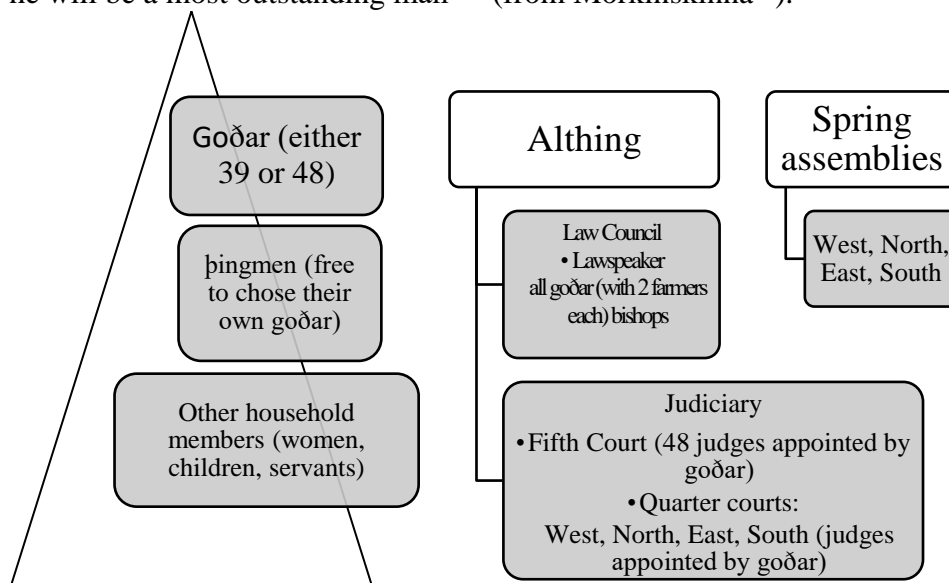 he will be a most outstanding man (from Morkinskinna ).
Goðar (either
39 or 48)
þingmen (free
to chose their
own goðar)
Other household
members (women,
children, servants)
Althing
Law Council
• Lawspeaker
all goðar (with 2 farmers
each) bishops
Judiciary
• Fifth Court (48 judges appointed by
goðar)
• Quarter courts:
West, North, East, South (judges
appointed by goðar)
Spring
assemblies
West, North,
East, South